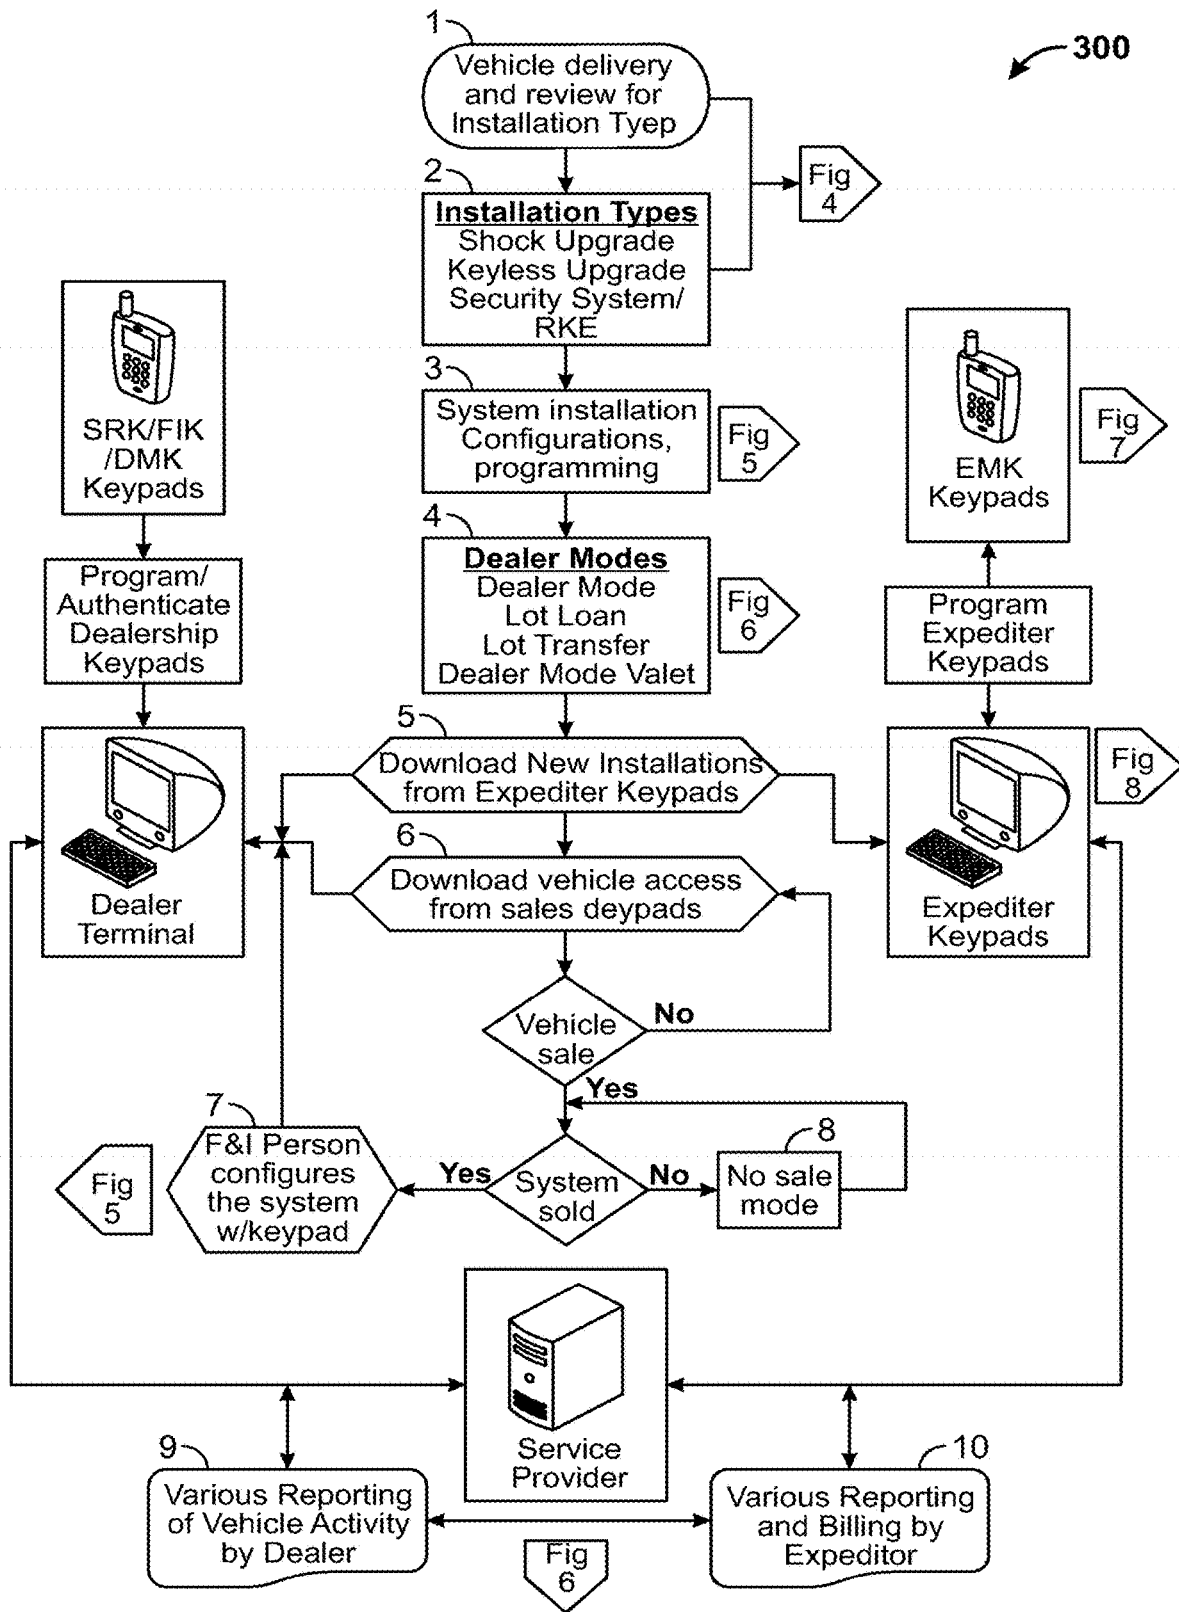 300
1
Vehicle delivery
and review for
Installation Tyep
Fig
4
2
Installation Types
Shock Upgrade
Keyless Upgrade
Security System/
RKE
SRK/FIK
/DMK
Keypads
3
System installation
Configurations,
programming
Fig
5
EMK
Keypads
Fig
7
Program/
Authenticate
Dealership
Keypads
4
Dealer Modes
Dealer Mode
Lot Loan
Lot Transfer
Dealer Mode Valet
Fig
6
Program
Expediter
Keypads
Dealer
Terminal
5
Download New Installations
from Expediter Keypads
Fig
8
6
Download vehicle access
from sales deypads
Expediter
Keypads
Vehicle
sale
No
Yes
7
F&I Person
configures
the system
w/keypad
Fig
5
Yes
System
sold
No
8
No sale
mode
Service
Provider
9
Various Reporting
of Vehicle Activity
by Dealer
10
Various Reporting
and Billing by
Expeditor
Fig
6